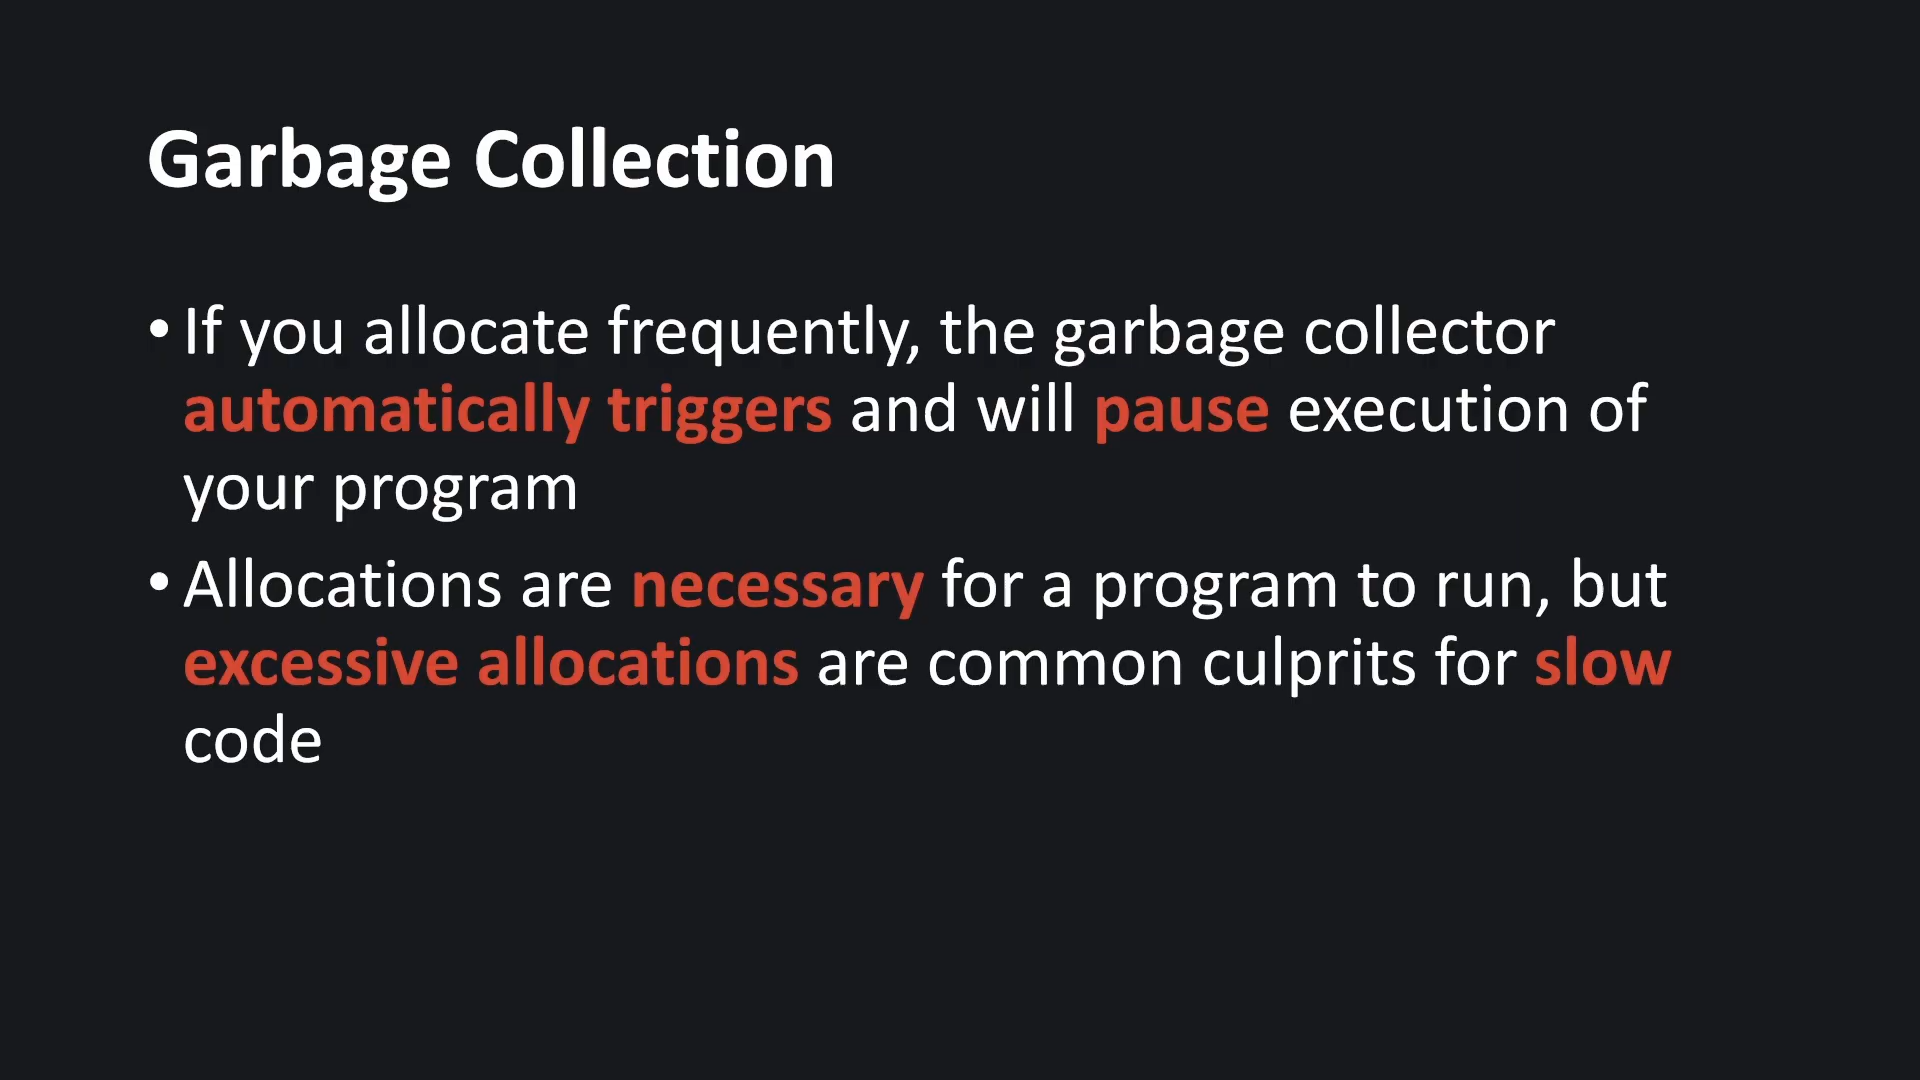 Garbage Collection
• If you allocate frequently, the garbage collector
automatically triggers and will pause execution of
your program
• Allocations are necessary for a program to run, but
excessive allocations are common culprits for slow
code